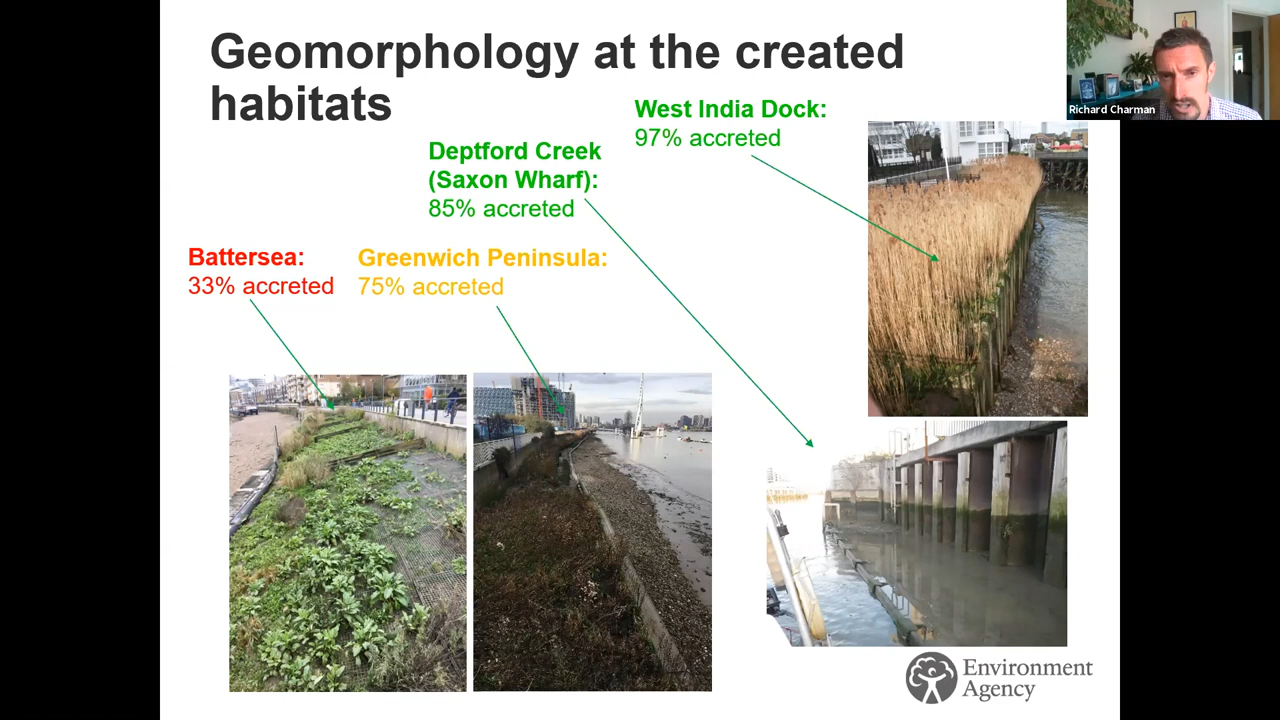 Geomorphology at the created
habitats
Richard Charman
West India Dock:
97% accreted
Deptford Creek
(Saxon Wharf):
85% accreted
Battersea:
33% accreted
Greenwich Peninsula:
75% accreted
Environment
Agency